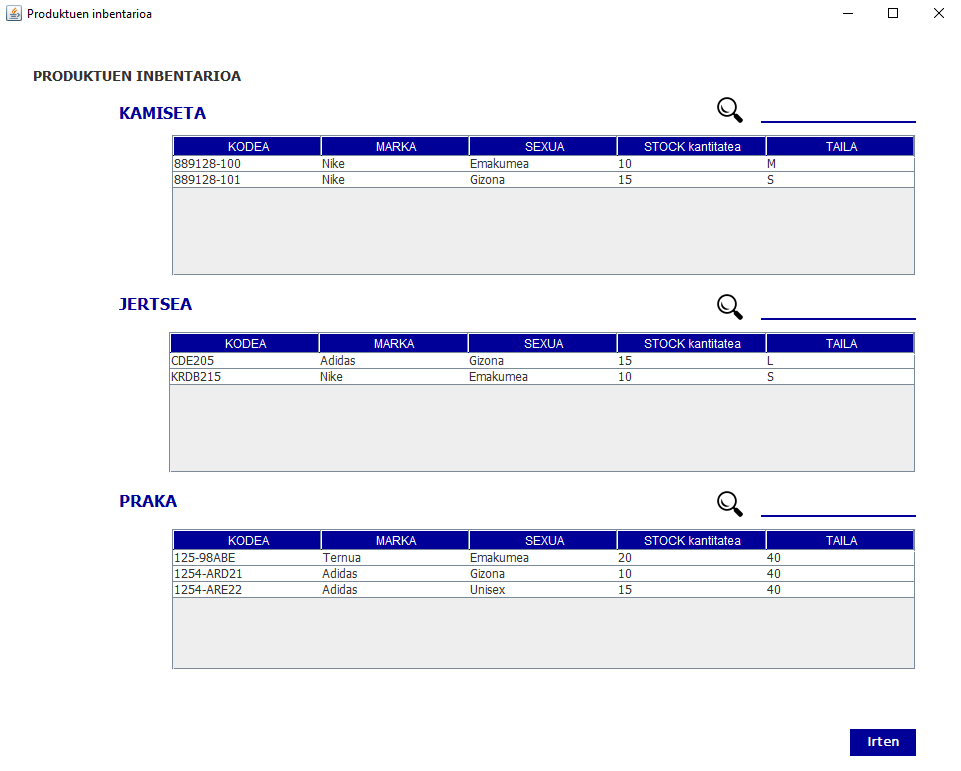 Produktuen inbentarioa
PRODUKTUEN INBENTARIOA
KAMISETA
KODEA MARKA SEXUA STOCK kantitatea TAILA
889128-100 Nike Emakumea 10 M
889128-101 Nike Gizona 15 S
JERTSEA
KODEA MARKA SEXUA STOCK kantitatea TAILA
CDE205 Adidas Gizona 15 L
KRDB215 Nike Emakumea 10 S
PRAKA
KODEA MARKA SEXUA STOCK kantitatea TAILA
125-98ABE Ternua Emakumea 20 40
1254-ARD21 Adidas Gizona 10 40
1254-ARE22 Adidas Unisex 15 40
Irten